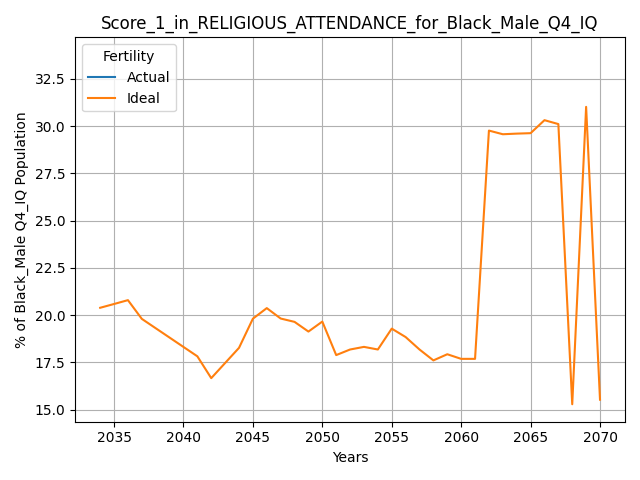 Score_1_in_RELIGIOUS_ATTENDANCE_for_Black_Male_Q4_IQ
Fertility
Actual
Ideal
% of Black_Male Q4_IQ Population
32.5
30.0
27.5
25.0
22.5
20.0
17.5
15.0
2035 2040 2045 2050 2055 2060 2065 2070
Years